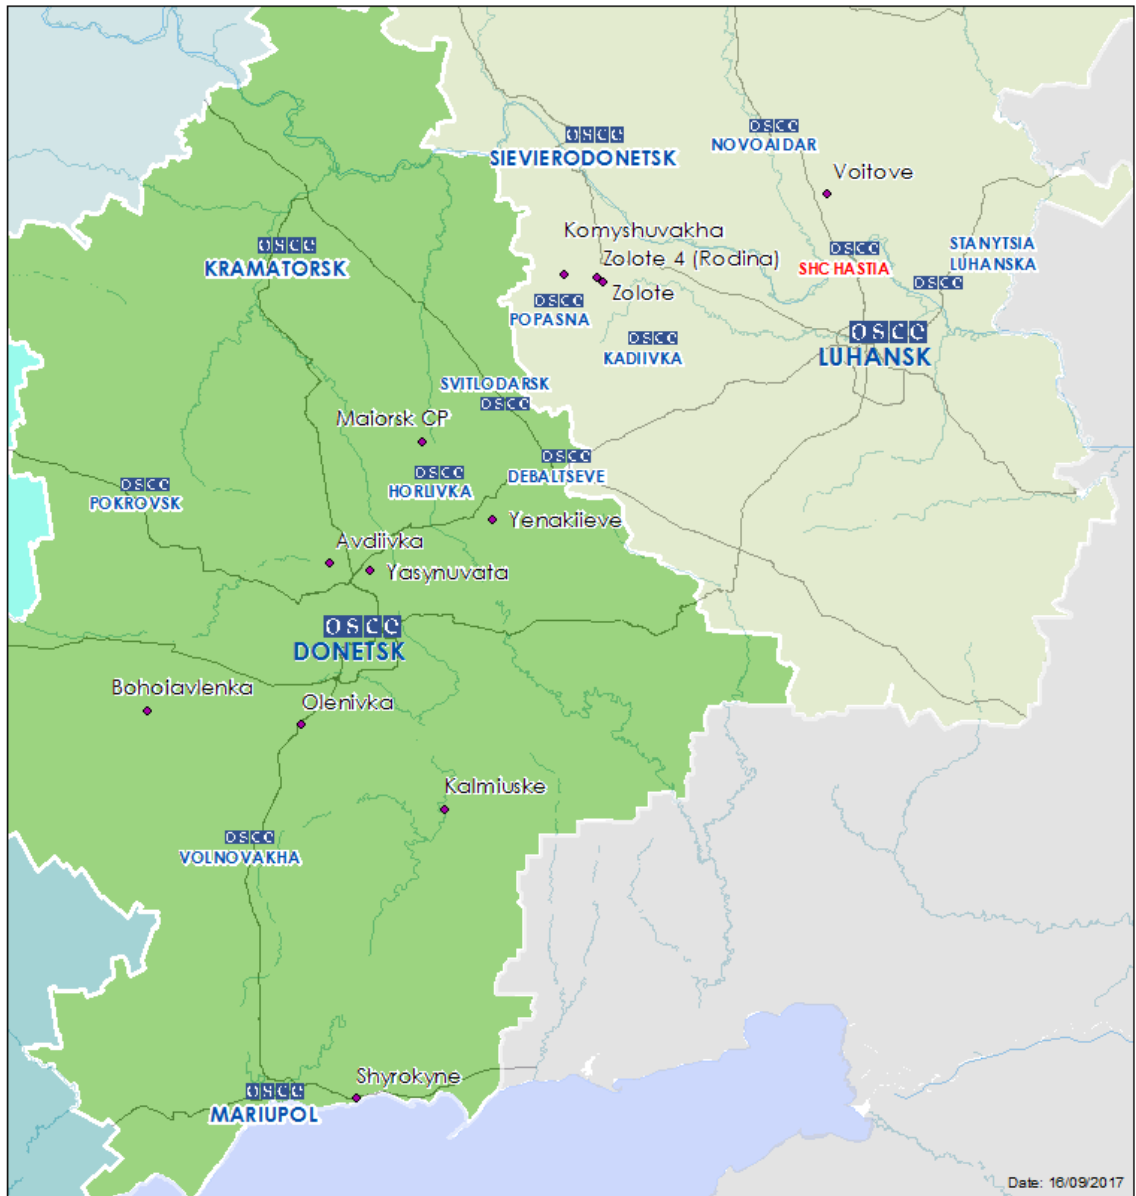 OSCE
NOVOAIDAR
OSCE
SIEVIERODONETSK
Voitove
Komyshuvakha
OSCE
KRAMATORSK
Zolote 4 (Rodina)
OSCE
SHCHASTIA
STANYTSIA
LUHANSKA
OSCE
Zolote
OSCE
POPASNA
OSCE
KADIIVKA
OSCE
LUHANSK
SVITLODARSK
OSCE
Maiorsk CP
OSCE
HORLIVKA
OSCE
DEBALTSEVE
OSCE
POKROVSK
Yenakiieve
Avdiivka
Yasynuvata
OSCE
DONETSK
Bohoiavlenka
Olenivka
Kalmiuske
OSCE
VOLNOVAKHA
Shyrokyne
OSCE
MARIUPOL
Date: 16/09/2017